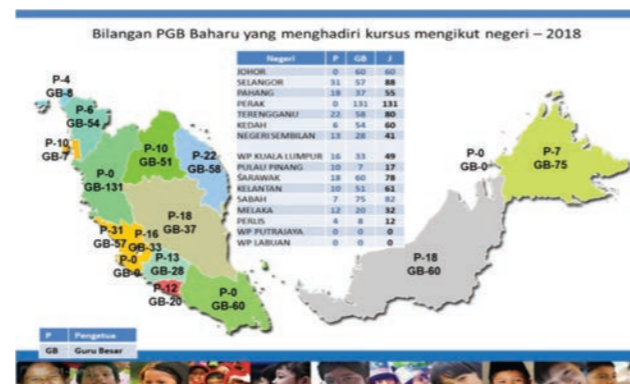 Bilangan PGB Baharu yang menghadiri kursus mengikut negeri – 2018
Negeri P GB J
JOHOR 0 60 60
SELANGOR 31 57 88
PAHANG 18 37 55
PERAK 0 131 131
TERENGGANU 22 58 80
KEDAH 6 54 60
NEGERI SEMBILAN 13 28 41
WP KUALA LUMPUR 16 33 49
PULAU PINANG 10 7 17
SARAWAK 18 60 78
KELANTAN 10 51 61
SABAH 7 75 82
MELAKA 12 20 32
PERLIS 4 8 12
WP PUTRAJAYA 0 0 0
WP LABUAN 0 0 0
P-4
GB-8
P-6
GB-54
P-10
GB-7
P-0
GB-131
P-10
GB-51
P-22
GB-58
P-18
GB-37
P-31
GB-57
P-16
GB-33
P-0
GB-0
P-13
GB-28
P-12
GB-20
P-0
GB-60
P-0
GB-0
P-7
GB-75
P-18
GB-60
P Pengetua
GB Guru Besar